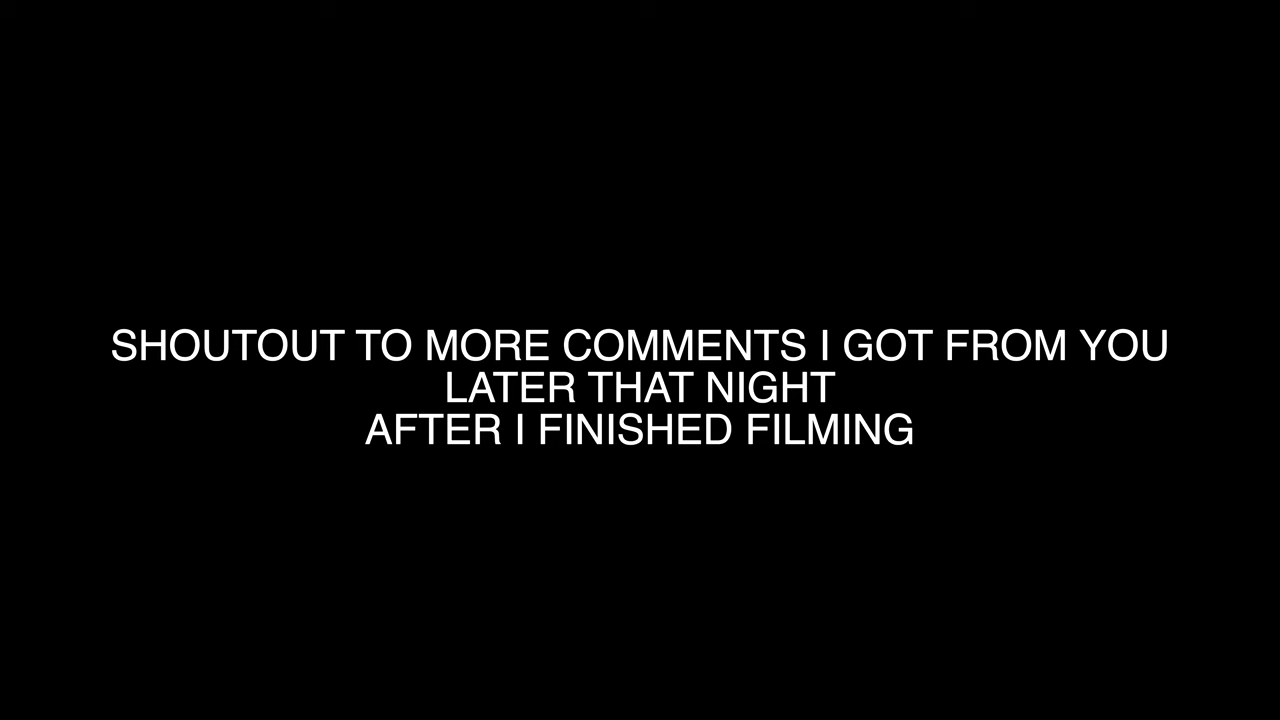 SHOUTOUT TO MORE COMMENTS I GOT FROM YOU
LATER THAT NIGHT
AFTER I FINISHED FILMING